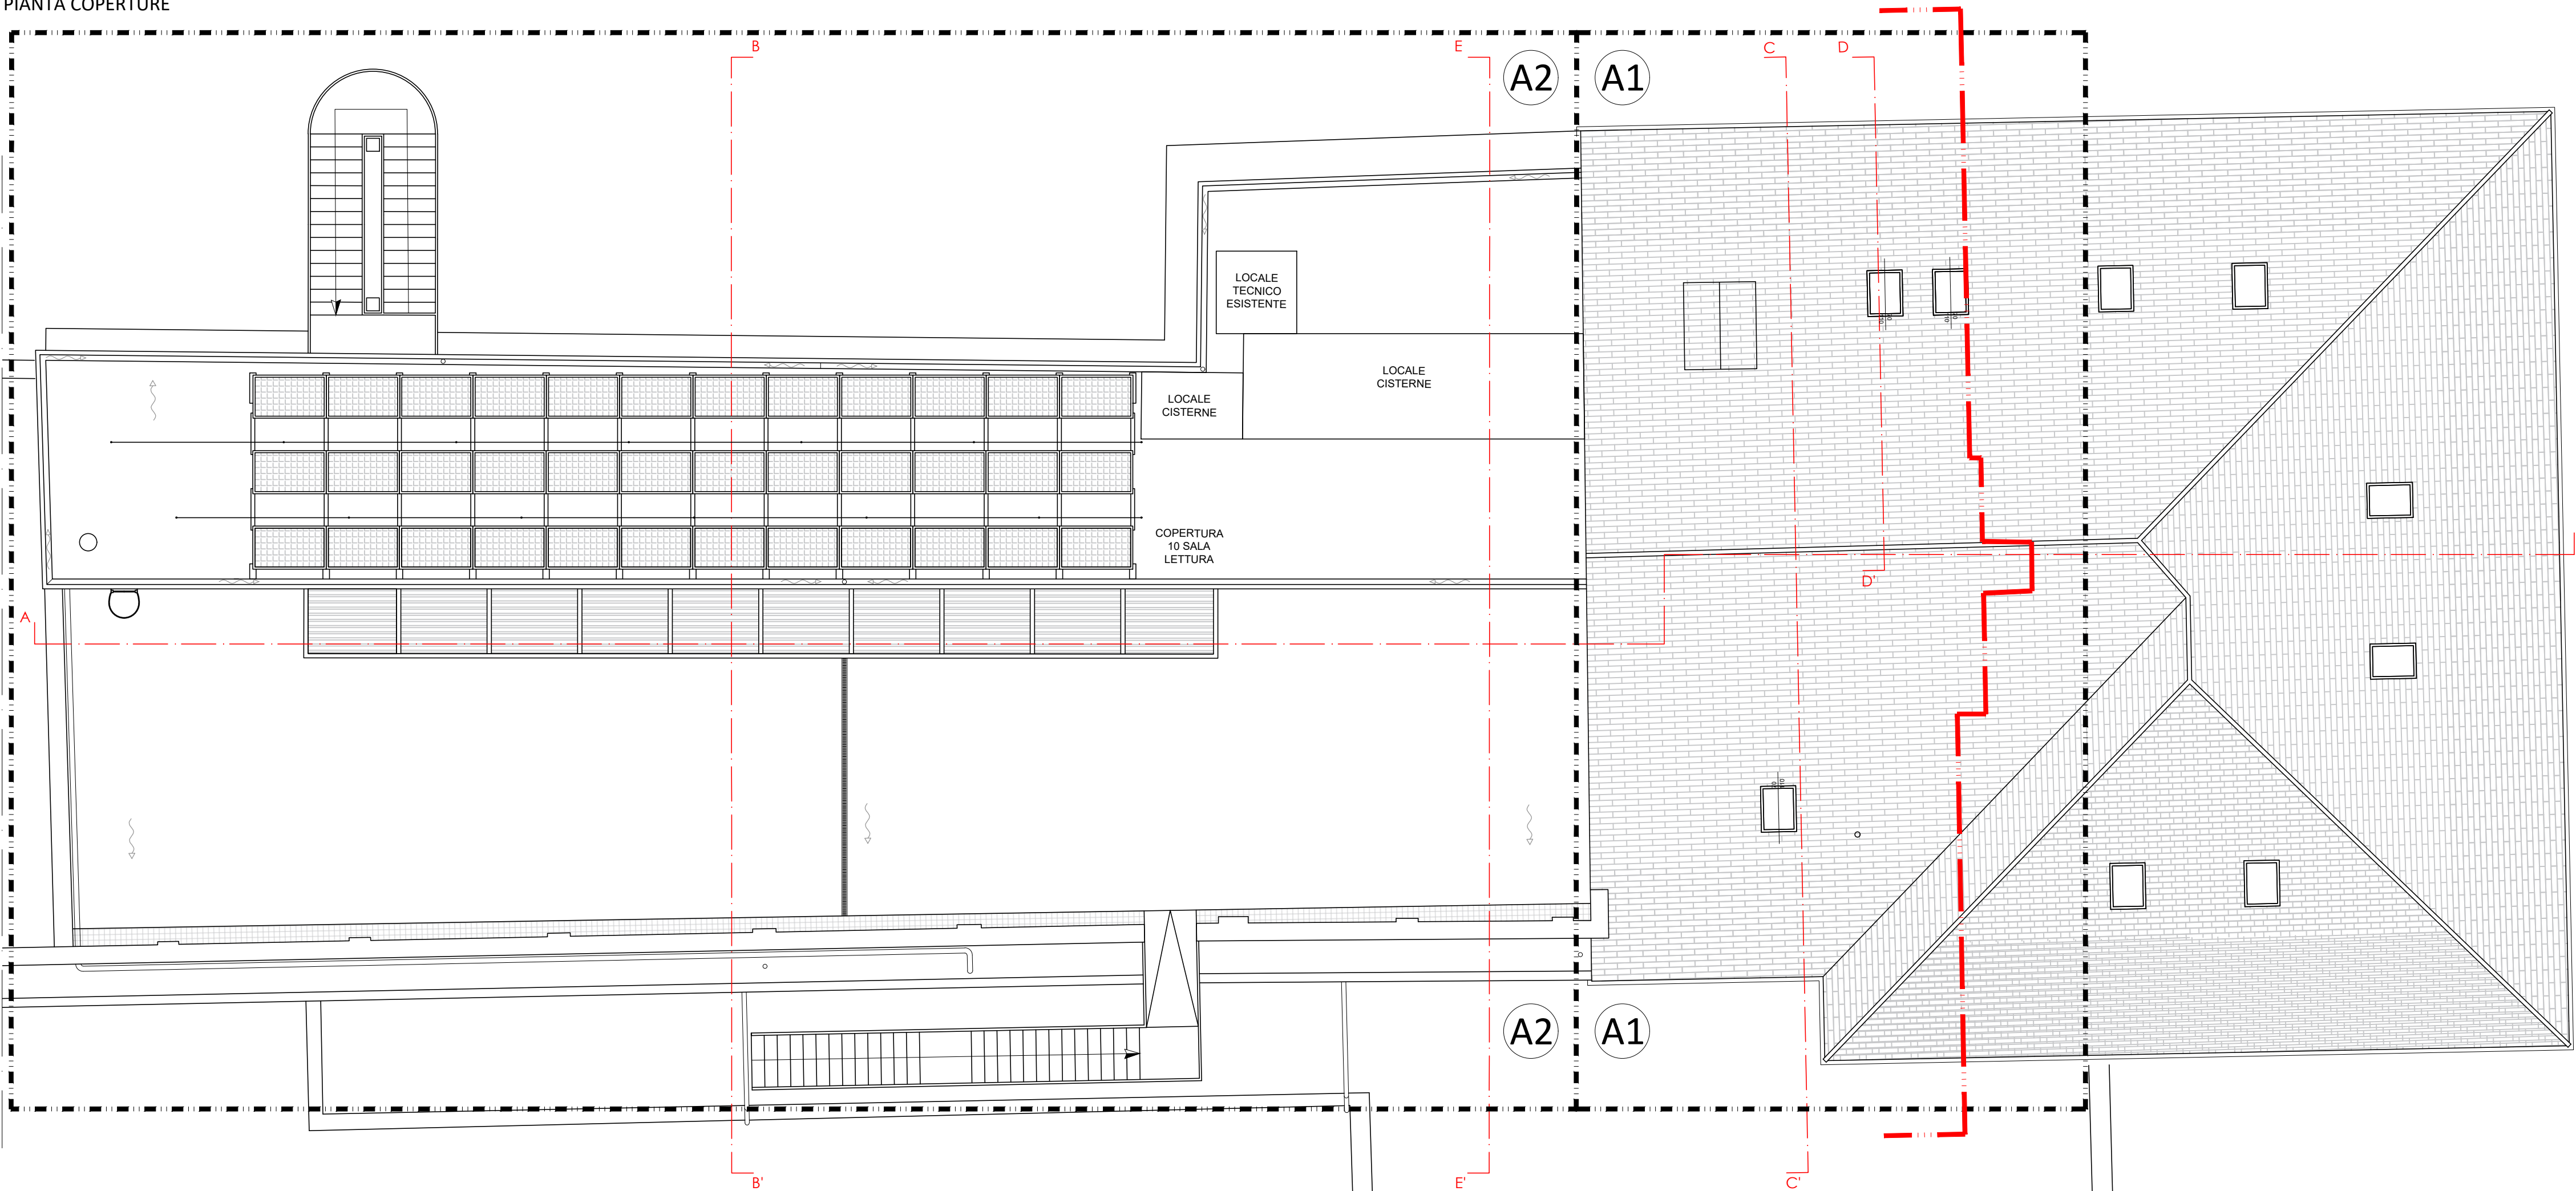 PIANTA COPERTURE
B
E
A2
A1
C
D
LOCALE
TECNICO
ESISTENTE
LOCALE
CISTERNE
LOCALE
CISTERNE
COPERTURA
10 SALA
LETTURA
D'
A
A2
A1
B'
E'
C'